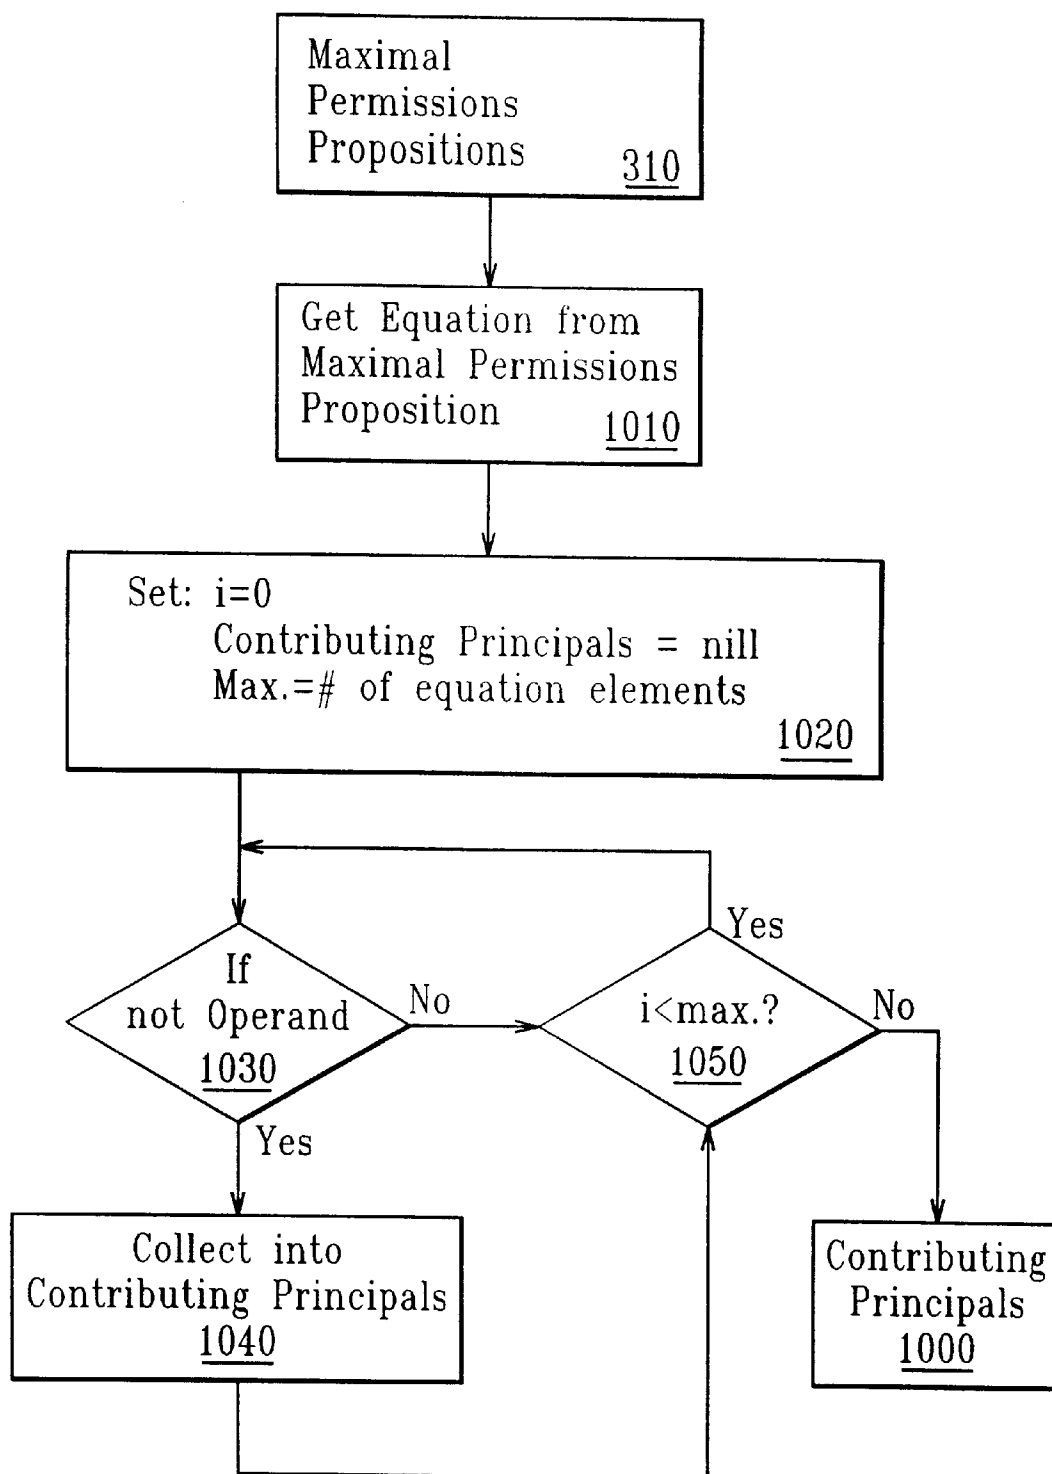 Maximal
Permissions
Propositions
310
Get Equation from
Maximal Permissions
Proposition
1010
Set: i=0
Contributing Principals = nill
Max.=# of equation elements
1020
If
not Operand
1030
No
Yes
i<max.?
1050
Yes
No
Collect into
Contributing Principals
1040
Contributing
Principals
1000